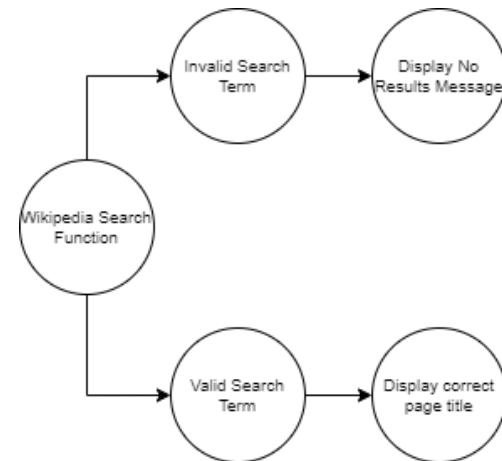 Invalid Search
Term
Display No
Results Message
Wikipedia Search
Function
Valid Search
Term
Display correct
page title